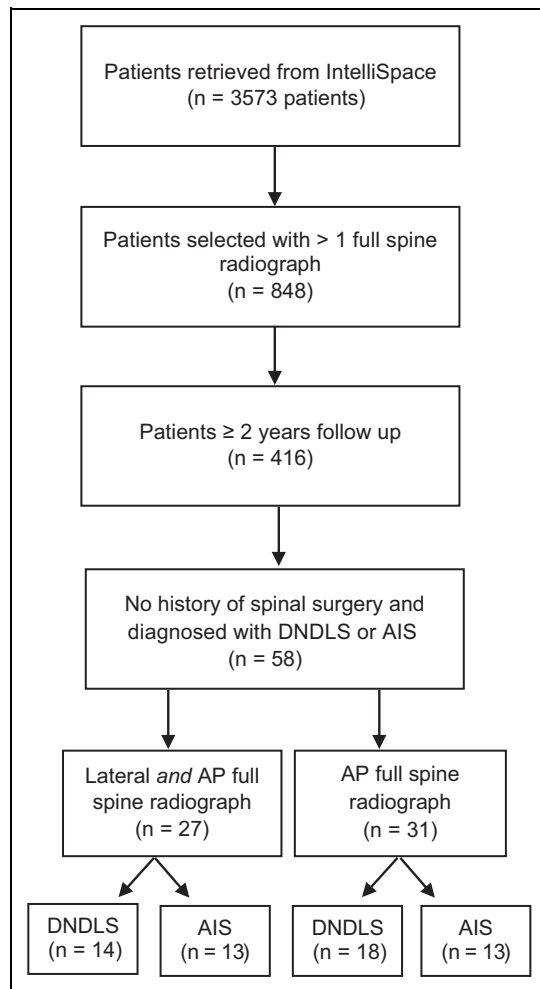 Patients retrieved from IntelliSpace
(n = 3573 patients)
Patients selected with > 1 full spine
radiograph
(n = 848)
Patients ≥ 2 years follow up
(n = 416)
No history of spinal surgery and
diagnosed with DNDLS or AIS
(n = 58)
Lateral and AP full
spine radiograph
(n = 27)
AP full spine
radiograph
(n = 31)
DNDLS
(n = 14)
AIS
(n = 13)
DNDLS
(n = 18)
AIS
(n = 13)